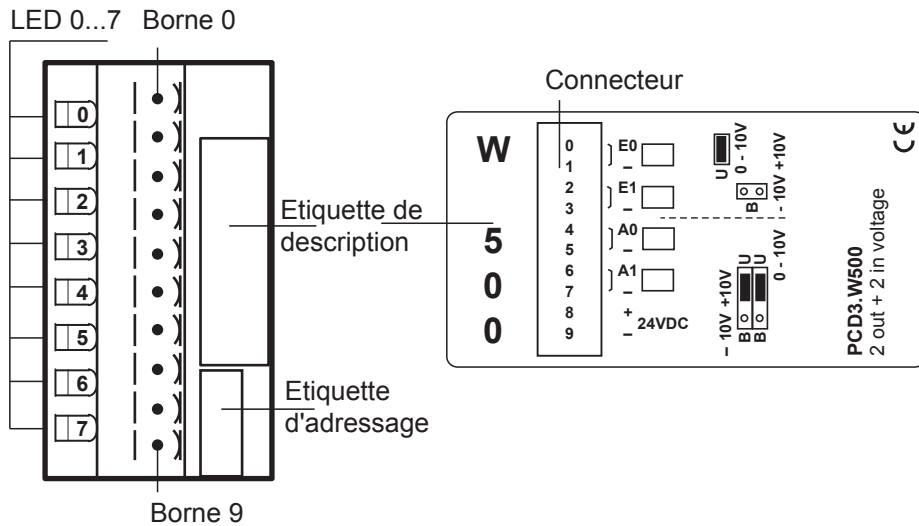 LED 0...7 Borne 0
0
1
2
3
4
5
6
7
Borne 9
Etiquette de
description
Etiquette
d'adressage
Connecteur
W
5
0
0
0
1
2
3
4
5
6
7
8
9
E0
–
E1
–
A0
–
A1
–
+
– 24VDC
U
0 - 10V
B
- 10V +10V
– 10V +10V
B U
B U
0 - 10V
PCD3.W500
2 out + 2 in voltage
CE